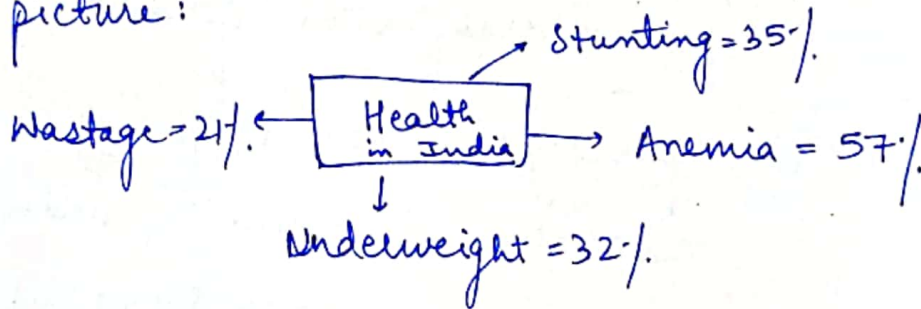 picture:
Stunting = 35%.
Wastage = 21%.
Health
in India
Anemia = 57%.
Underweight = 32%.